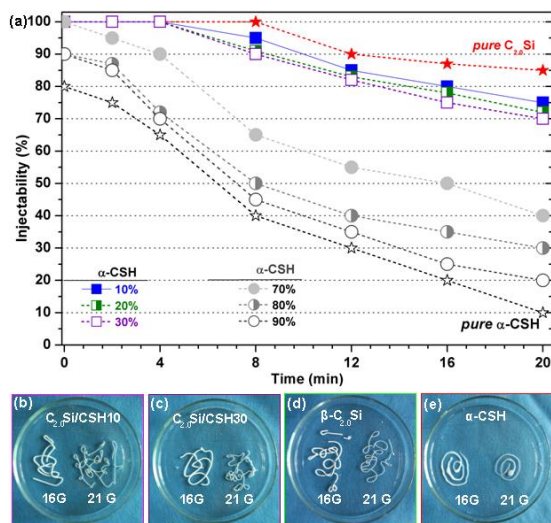 (a)
Injectability (%)
100
90
80
70
60
50
40
30
20
10
0
pure C2.0Si
α-CSH
10%
20%
30%
α-CSH
70%
80%
90%
pure α-CSH
0 4 8 12 16 20
Time (min)
(b)
C2.0Si/CSH10
16G 21 G
(c)
C2.0Si/CSH30
16G 21 G
(d)
β-C2.0Si
16G 21 G
(e)
α-CSH
16G 21 G